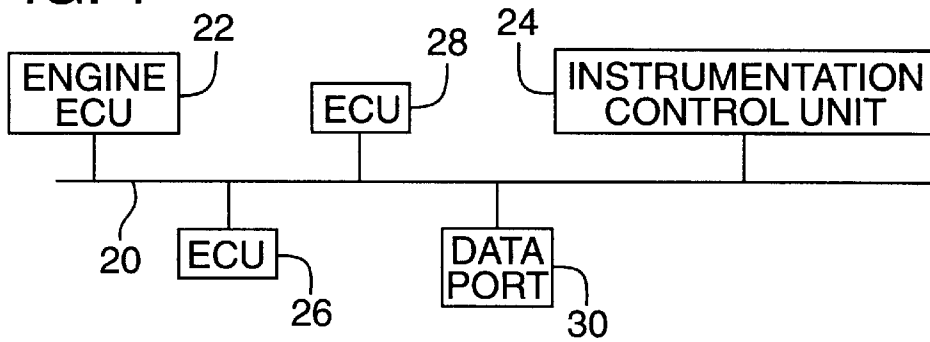 22
28
24
ENGINE
ECU
ECU
INSTRUMENTATION
CONTROL UNIT
20
ECU
26
DATA
PORT
30